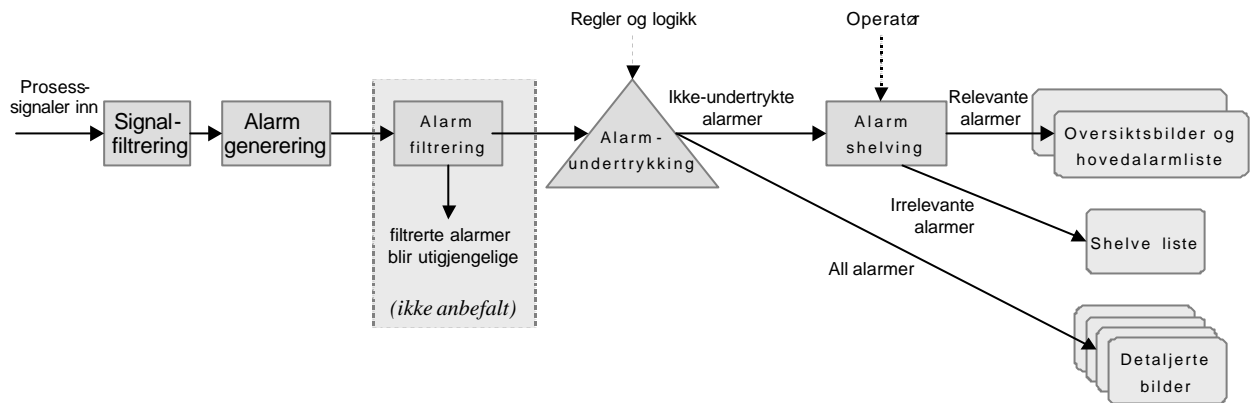 Regler og logikk
Operatør
Prosess-
signaler inn
Signal-
filtrering
Alarm
generering
Alarm
filtrering
filtrerte alarmer
blir utigjengelige
(ikke anbefalt)
Alarm-
undertrykking
Ikke-undertrykte
alarmer
Alarm
shelving
Relevante
alarmer
Oversiktsbilder og
hovedalarmliste
Irrelevante
alarmer
Shelve liste
All alarmer
Detaljerte
bilder